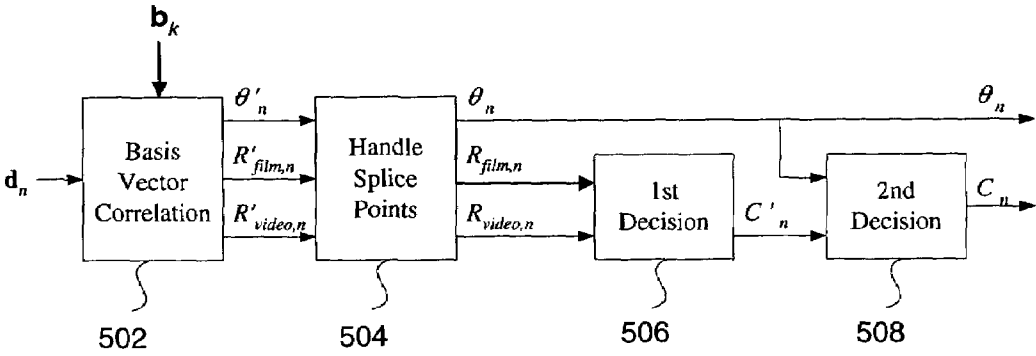 b_k
d_n
Basis
Vector
Correlation
θ'_n
R'_film,n
R'_video,n
Handle
Splice
Points
θ_n
R_film,n
R_video,n
1st
Decision
C'_n
2nd
Decision
θ_n
C_n
502
504
506
508